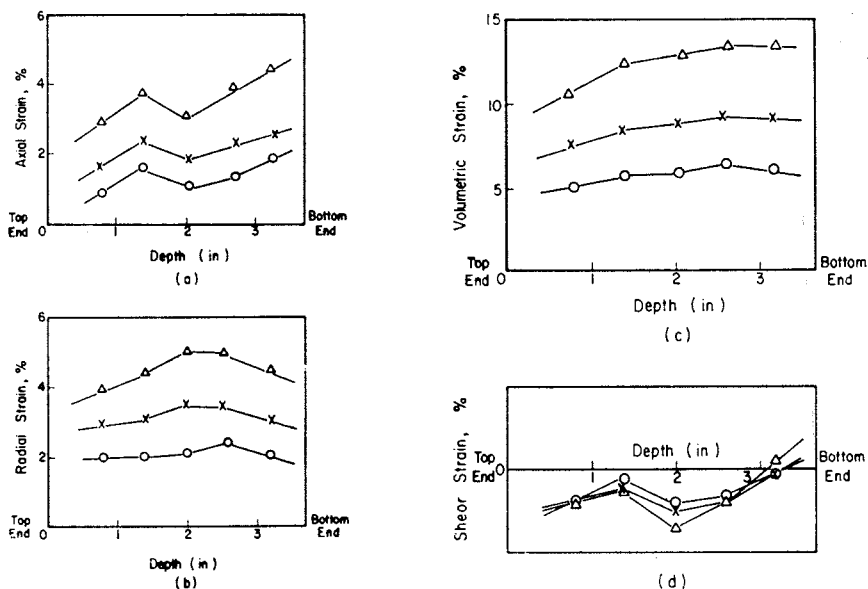 6
4
2
Axial Strain, %
Top
End
0
1
2
3
Bottom
End
Depth (in)
(a)
6
4
2
Radial Strain, %
Top
End
0
1
2
3
Bottom
End
Depth (in)
(b)
15
10
5
Volumetric Strain, %
Top
End
0
1
2
3
Bottom
End
Depth (in)
(c)
Shear Strain, %
Top
End
0
Depth (in)
1
2
3
Bottom
End
(d)